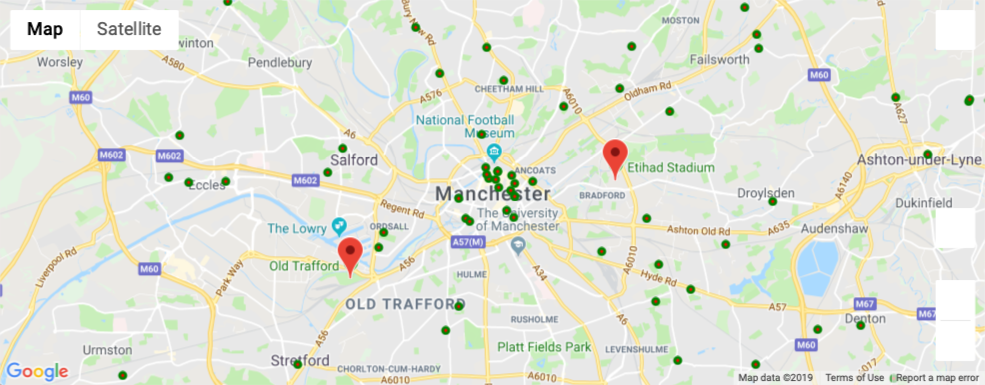 Map
Satellite
Bury New Rd
MOSTON
winton
Worsley
Pendlebury
A580
Failsworth
M60
M60
A576
CHEETHAM HILL
A6010
Oldham Rd
A627
National Football
Museum
A6
M602
M602
Salford
ANCOATS
Etihad Stadium
Ashton-under-Lyne
Eccles
M602
Manchester
BRADFORD
Droylsden
A6140
Dukinfield
Regent Rd
The Lowry
ORDSALL
The University
of Manchester
Ashton Old Rd
A635
Audenshaw
A57(M)
Liverpool Rd
M60
Park Way
Old Trafford
A56
HULME
A34
A6010
Hyde Rd
OLD TRAFFORD
A57
M67
M67
RUSHOLME
A6
Denton
A56
Urmston
Stretford
Platt Fields Park
LEVENSHULME
M60
CHORLTON-CUM-HARDY
A6010
A6010
A017
Google
Map data ©2019
Terms of Use
Report a map error